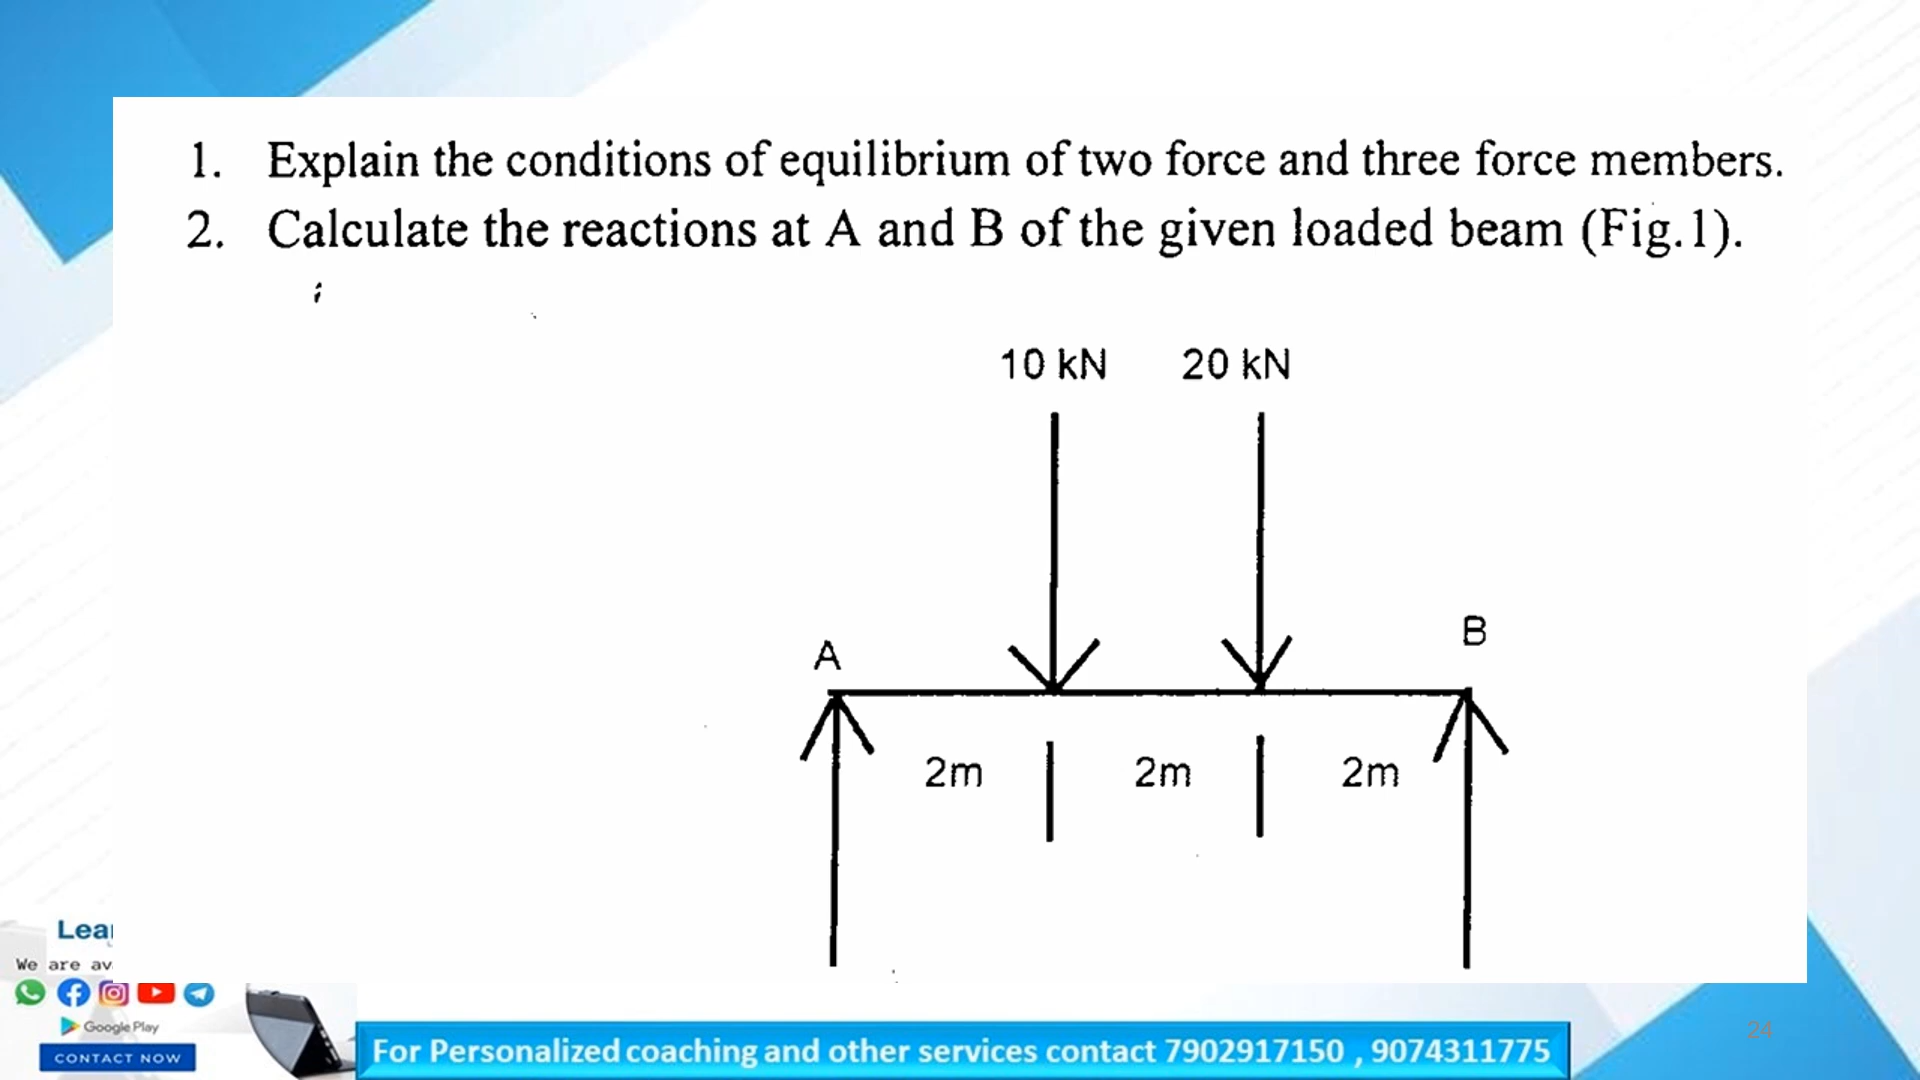 1. Explain the conditions of equilibrium of two force and three force members.
2. Calculate the reactions at A and B of the given loaded beam (Fig.1).
10 kN 20 kN
A
B
2m 2m 2m
We are
Google Play
CONTACT NOW
For Personalized coaching and other services contact 7902917150 , 9074311775
24